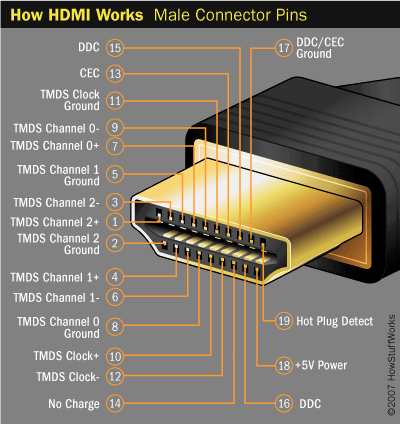 How HDMI Works Male Connector Pins
DDC 15
17 DDC/CEC
Ground
CEC 13
TMDS Clock
Ground 11
TMDS Channel 0- 9
TMDS Channel 0+ 7
TMDS Channel 1
Ground 5
TMDS Channel 2- 3
TMDS Channel 2+ 1
TMDS Channel 2
Ground 2
TMDS Channel 1+ 4
TMDS Channel 1- 6
TMDS Channel 0
Ground 8
19 Hot Plug Detect
TMDS Clock+ 10
18 +5V Power
TMDS Clock- 12
No Charge 14
16 DDC
©2007 HowStuffWorks